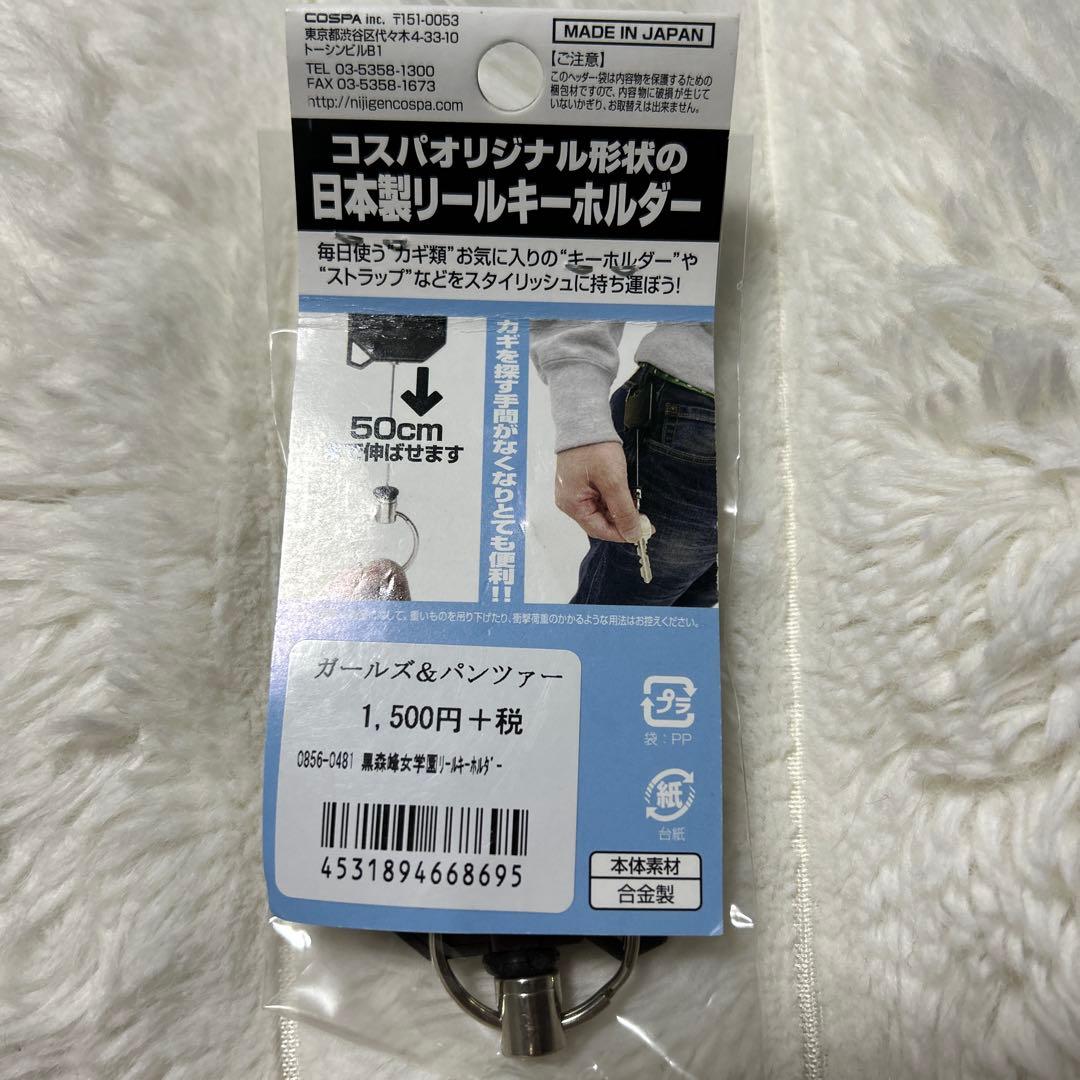 COSPA inc. 〒151-0053
東京都渋谷区代々木4-33-10
トーシンビルB1
TEL 03-5358-1300
FAX 03-5358-1673
http://nijigencospa.com
MADE IN JAPAN
【ご注意】
このヘッダー・袋は内容物を保護するための
梱包材ですので、内容物に破損が生じて
いないかぎり、お取替えは出来ません。
コスパオリジナル形状の
日本製リールキーホルダー
毎日使う"カギ類"お気に入りの"キーホルダー"や
"ストラップ"などをスタイリッシュに持ち運ぼう!
50cm
伸ばせます
カギを探す手間がなくなりとても便利!!
重いものを吊り下げたり、衝撃荷重のかかるような用法はお控えください。
ガールズ&パンツァー
1,500円+税
0856-0481 黒森峰女学園リールキーホルダー
4531894668695
プラ
袋:PP
紙
台紙
本体素材
合金製